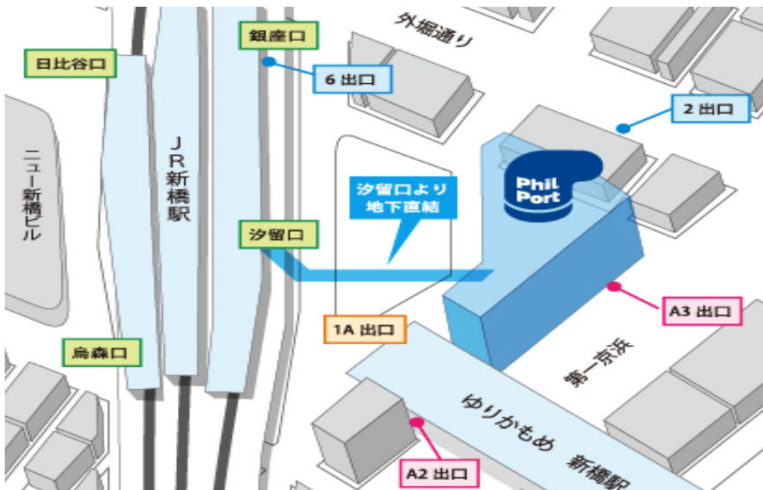 外堀通り
銀座口
日比谷口
6 出口
2 出口
JR新橋駅
ニュー新橋ビル
汐留口より
地下直結
Phil
Port
汐留口
A3 出口
1A 出口
烏森口
第一京浜
ゆりかもめ 新橋駅
A2 出口